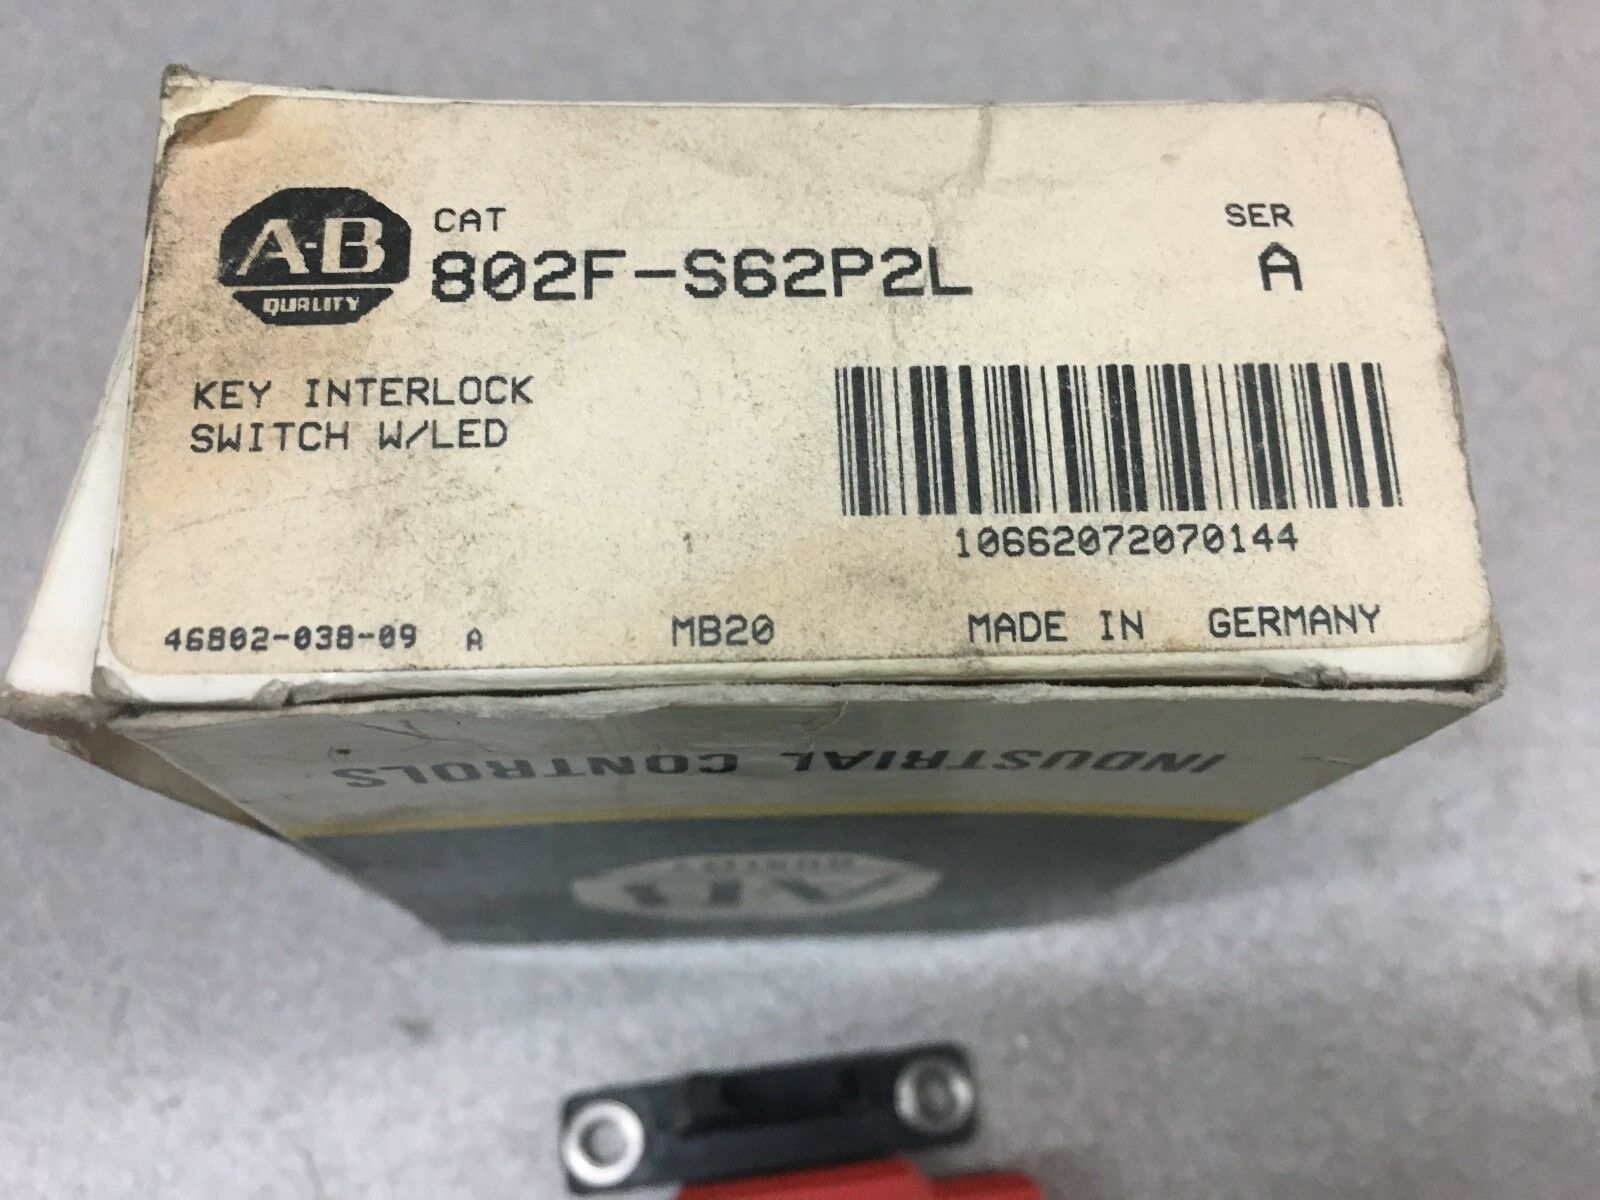 A-B
QUALITY
CAT
802F-S62P2L
SER
A
KEY INTERLOCK
SWITCH W/LED
10662072070144
46802-038-09 A
MB20
MADE IN GERMANY
INDUSTRIAL CONTROLS